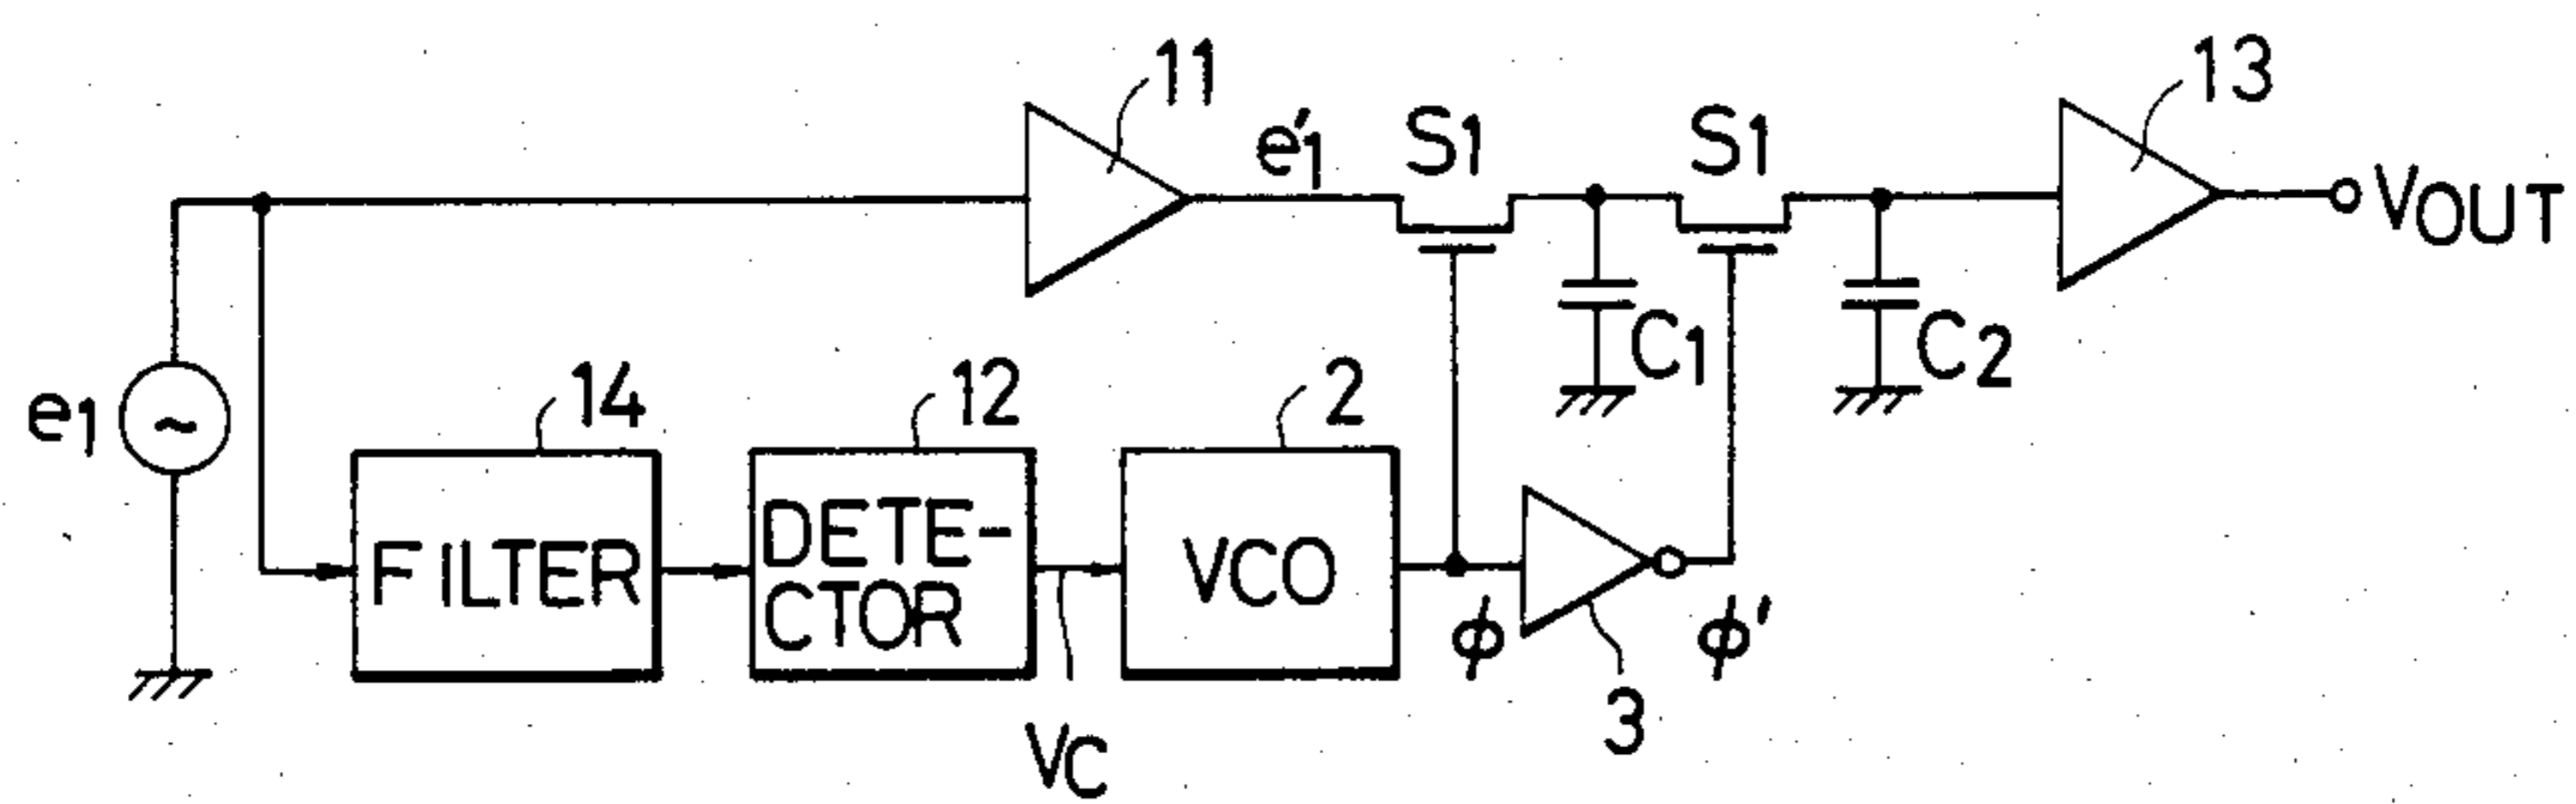 11
13
e'1
S1
S1
VOUT
C1
C2
e1
14
12
2
FILTER
DETE-
CTOR
VCO
ϕ
ϕ'
3
VC